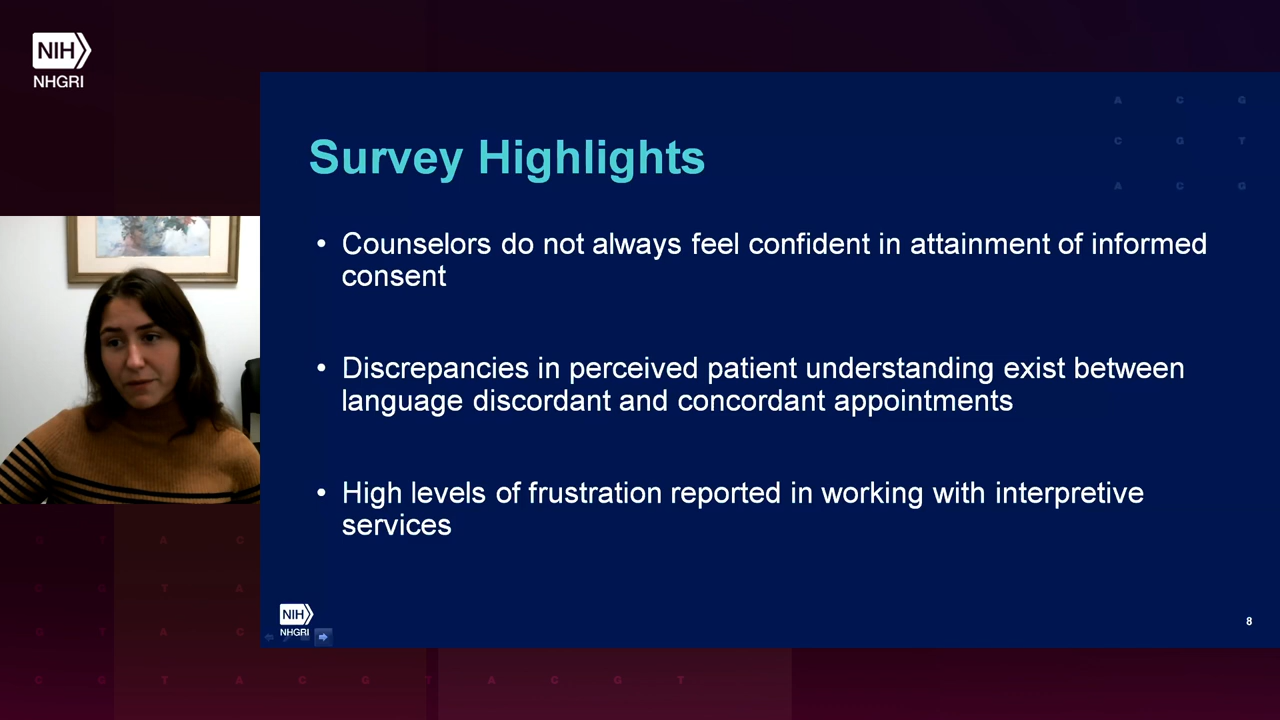 NIH
NHGRI
A C G
C G T
A C G
Survey Highlights
• Counselors do not always feel confident in attainment of informed
consent
• Discrepancies in perceived patient understanding exist between
language discordant and concordant appointments
• High levels of frustration reported in working with interpretive
services
G T A C
G G T A
G T A C
NIH
NHGRI
8
C G T A C G T A C G T